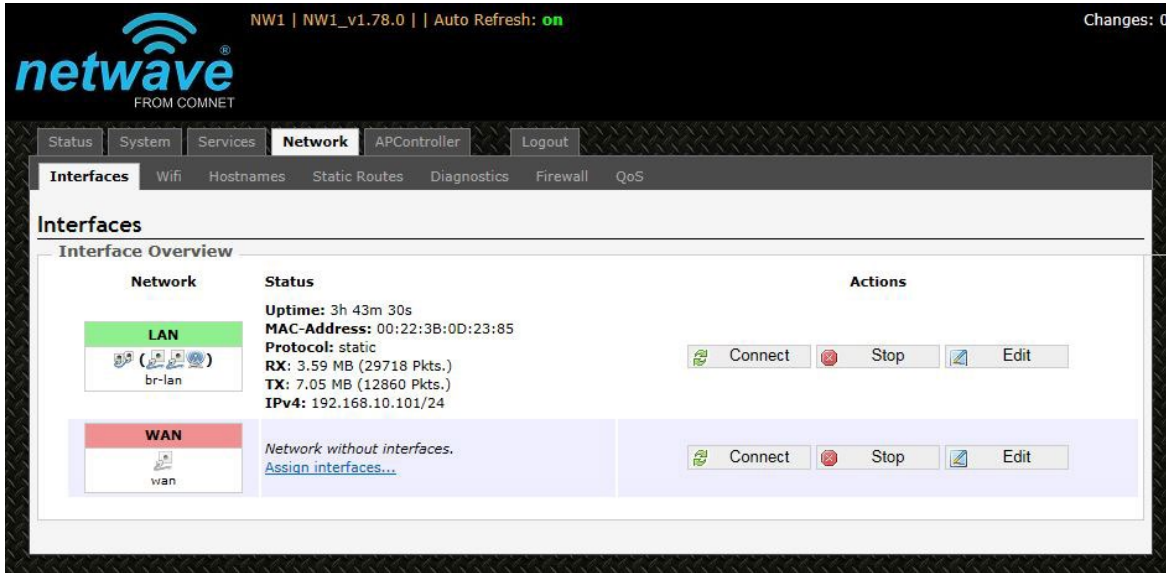 NW1 | NW1_v1.78.0 | | Auto Refresh: on
Changes: 0
netwave®
FROM COMNET
Status System Services Network APController Logout
Interfaces Wifi Hostnames Static Routes Diagnostics Firewall QoS
Interfaces
Interface Overview
Network Status Actions
LAN
( )
br-lan
Uptime: 3h 43m 30s
MAC-Address: 00:22:3B:0D:23:85
Protocol: static
RX: 3.59 MB (29718 Pkts.)
TX: 7.05 MB (12860 Pkts.)
IPv4: 192.168.10.101/24
Connect Stop Edit
WAN
wan
Network without interfaces.
Assign interfaces...
Connect Stop Edit